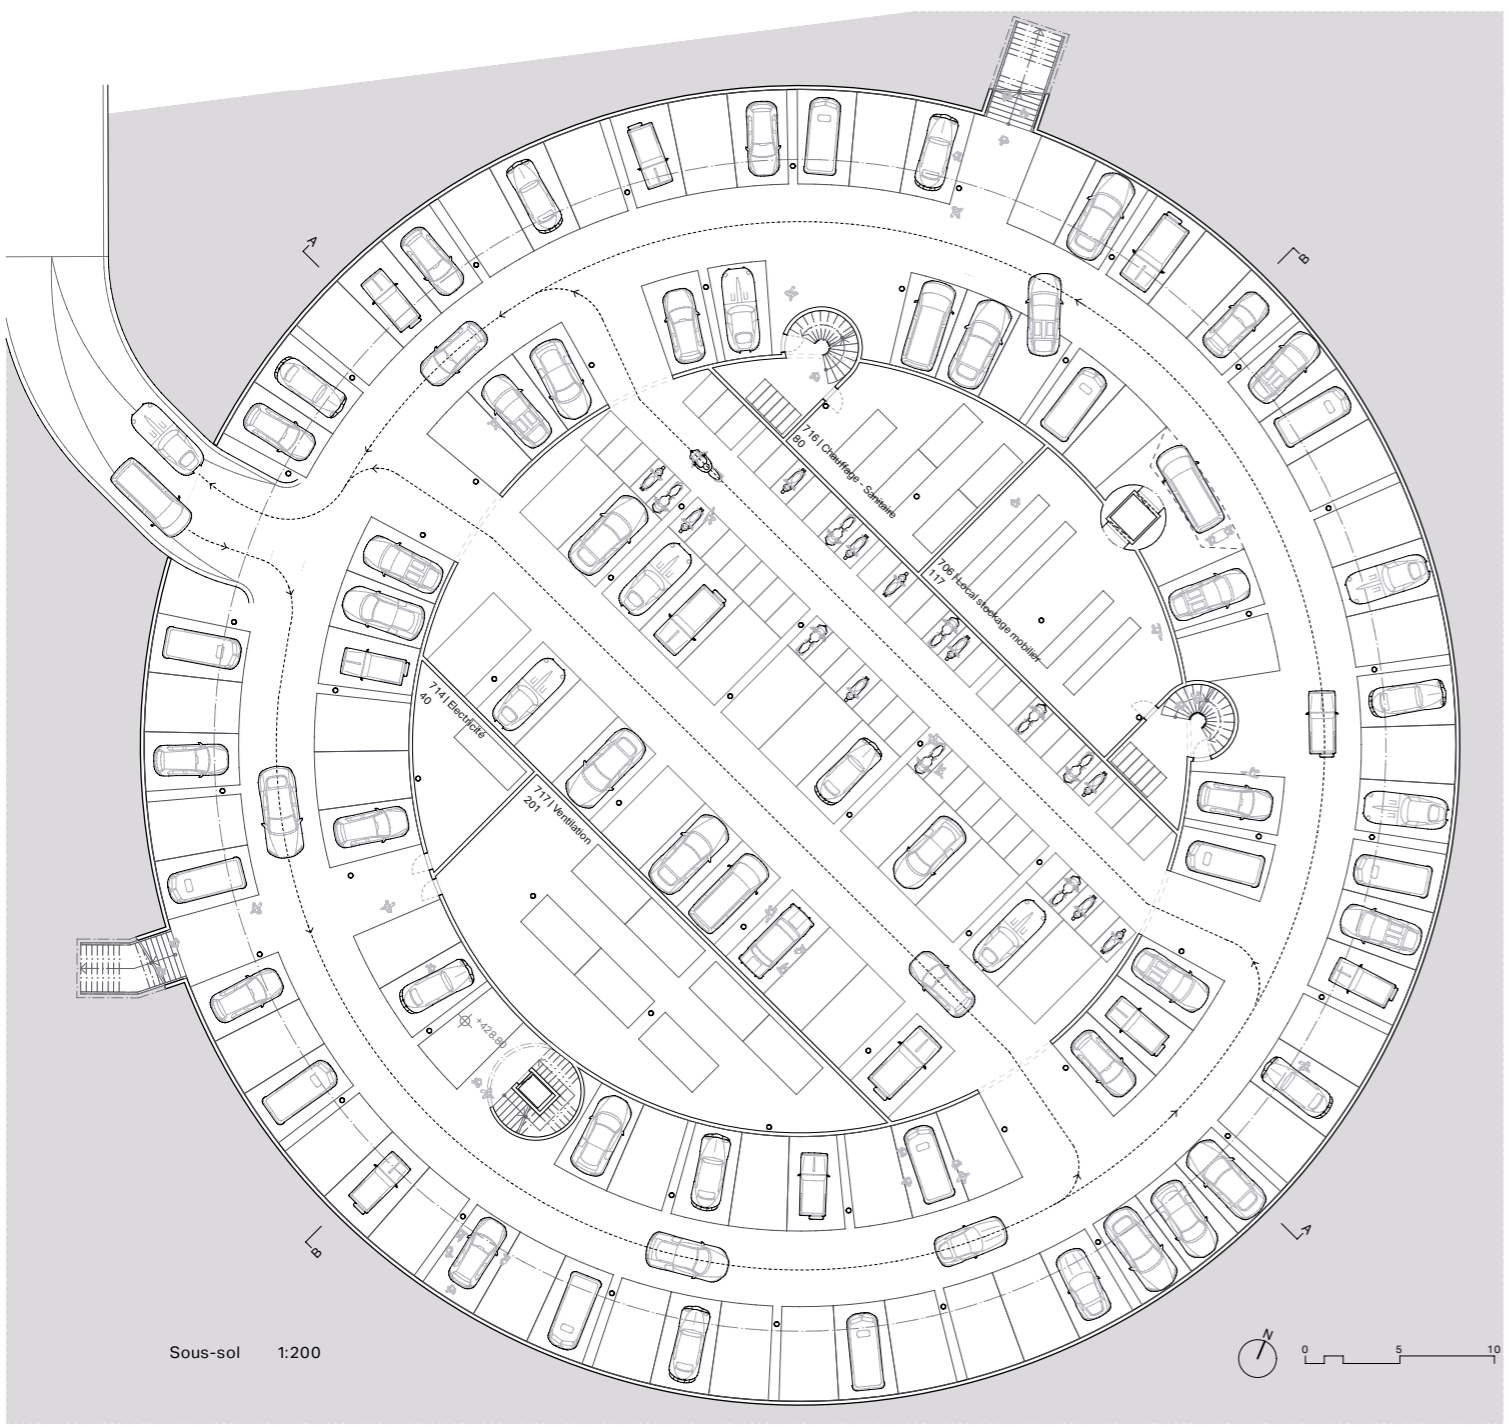 A
B
716 | Chauffage - Sanitaire
80
706 | Local stockage mobilier
117
714 | Electricité
40
717 | Ventilation
201
+428.80
B
A
Sous-sol 1:200
N
0 5 10